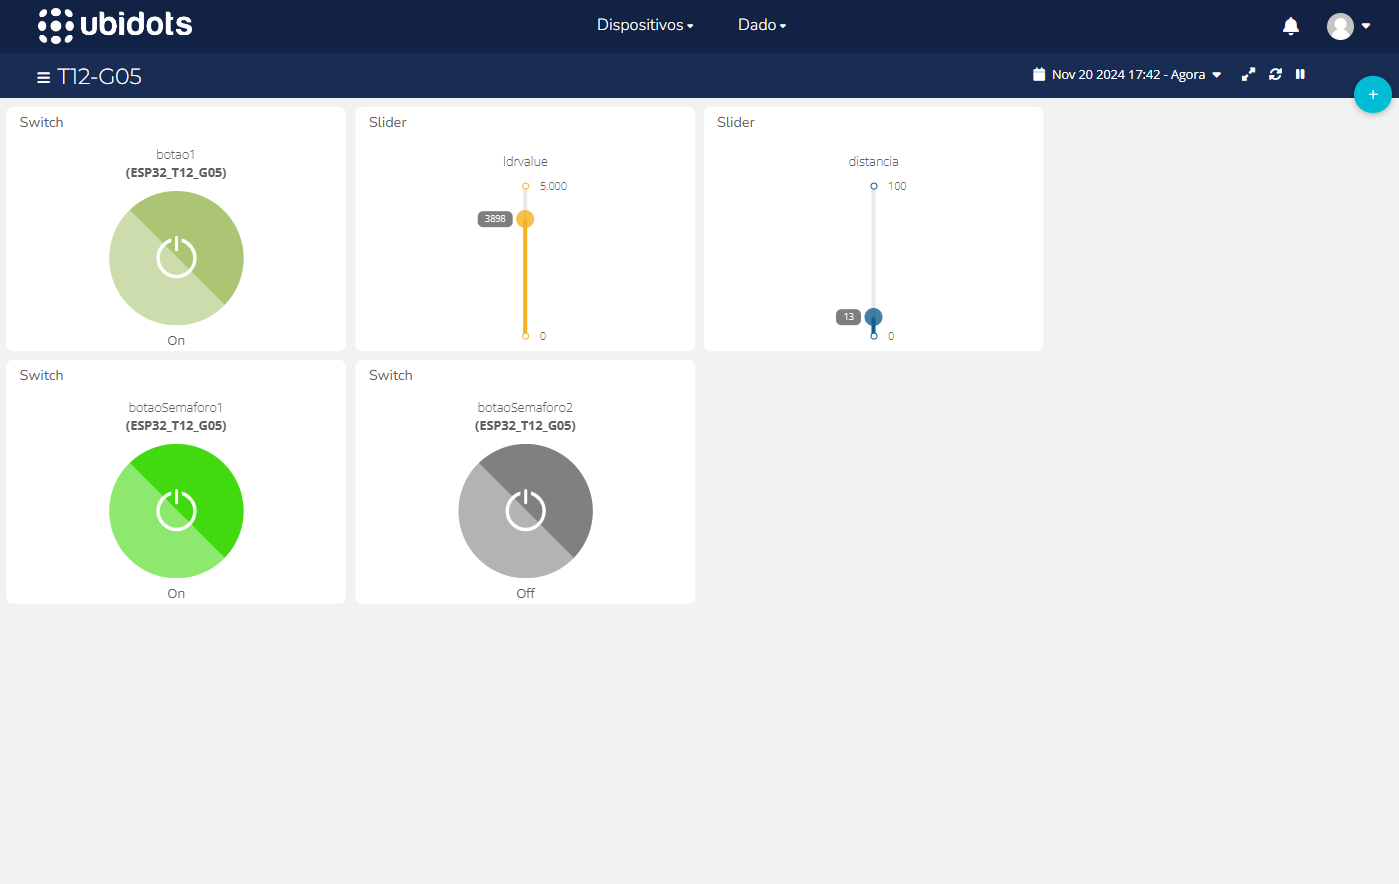 ubidots
Dispositivos
Dado
T12-G05
Nov 20 2024 17:42 - Agora
+
Switch
botao1
(ESP32_T12_G05)
On
Slider
ldrvalue
5.000
3898
0
Slider
distancia
100
13
0
Switch
botaoSemaforo1
(ESP32_T12_G05)
On
Switch
botaoSemaforo2
(ESP32_T12_G05)
Off